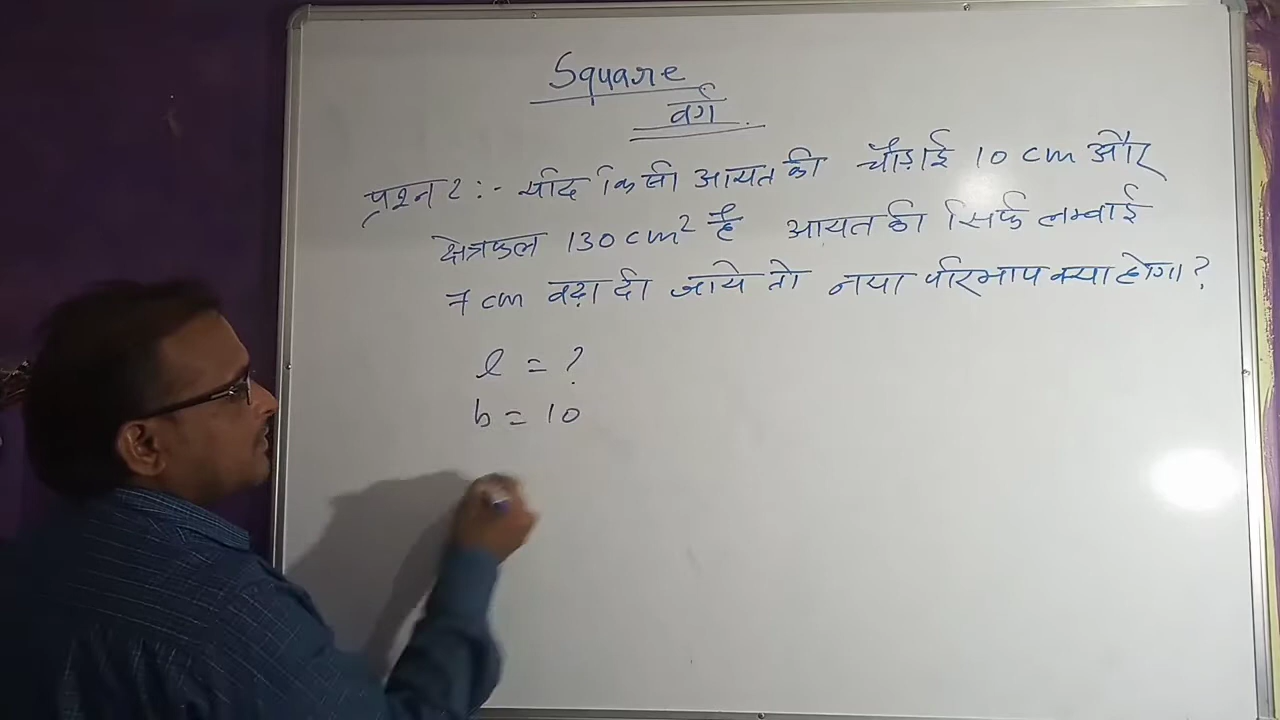 Square
वर्ग
प्रश्न 2 :- यदि किसी आयत की चौड़ाई 10 cm और
क्षेत्रफल 130 cm² है आयत की सिर्फ लम्बाई
7 cm बढ़ा दी जाये तो नया परिमाप क्या होगा ?
l = ?
b = 10